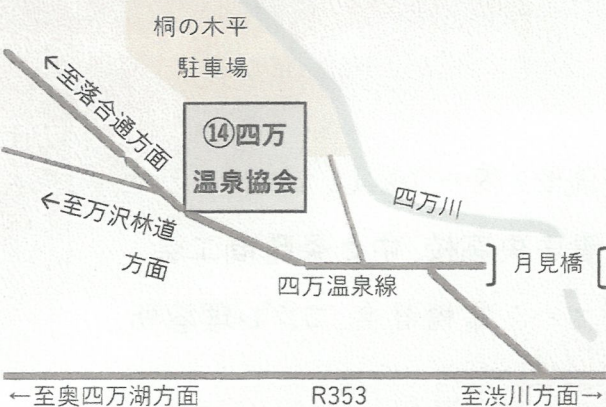 桐の木平
駐車場
←至落合通方面
⑭四万
温泉協会
←至万沢林道
方面
四万川
月見橋
四万温泉線
←至奥四万湖方面
R353
至渋川方面→